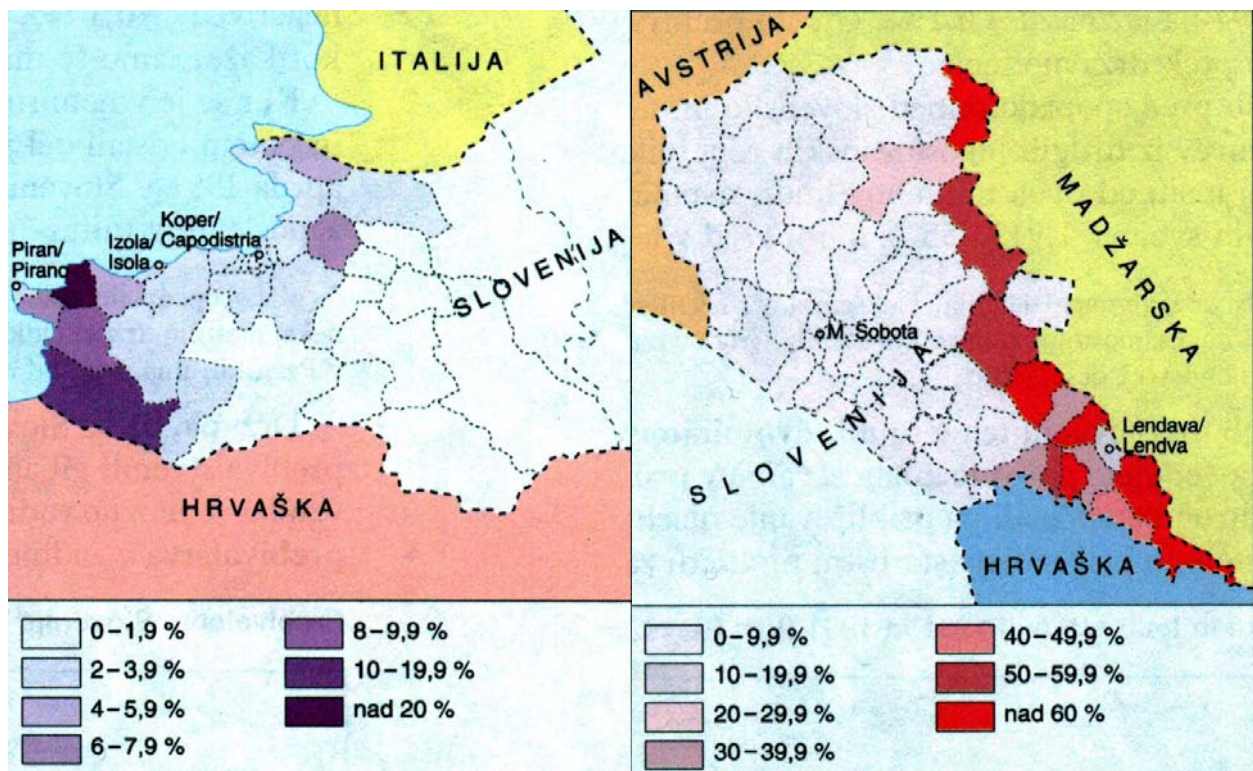 ITALIJA
Koper/
Capodistria
Izola/
Isola
Piran/
Pirano
SLOVENIJA
HRVAŠKA
0–1,9 %
2–3,9 %
4–5,9 %
6–7,9 %
8–9,9 %
10–19,9 %
nad 20 %
AVSTRIJA
MADŽARSKA
M. Sobota
SLOVENIJA
Lendava/
Lendva
HRVAŠKA
0–9,9 %
10–19,9 %
20–29,9 %
30–39,9 %
40–49,9 %
50–59,9 %
nad 60 %